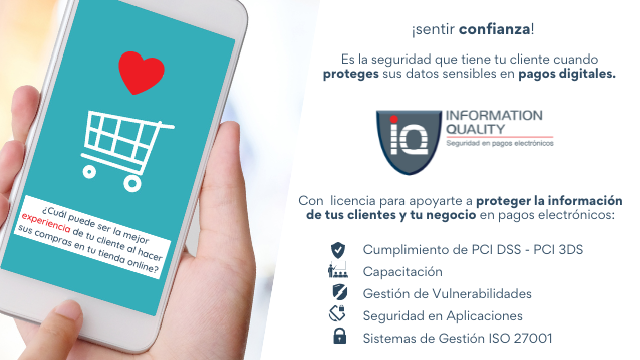 ¿Cuál puede ser la mejor
experiencia de tu cliente al hacer
sus compras en tu tienda online?
¡sentir confianza!
Es la seguridad que tiene tu cliente cuando
proteges sus datos sensibles en pagos digitales.
iQ
INFORMATION
QUALITY
Seguridad en pagos electrónicos
Con licencia para apoyarte a proteger la información
de tus clientes y tu negocio en pagos electrónicos:
Cumplimiento de PCI DSS - PCI 3DS
Capacitación
Gestión de Vulnerabilidades
Seguridad en Aplicaciones
Sistemas de Gestión ISO 27001